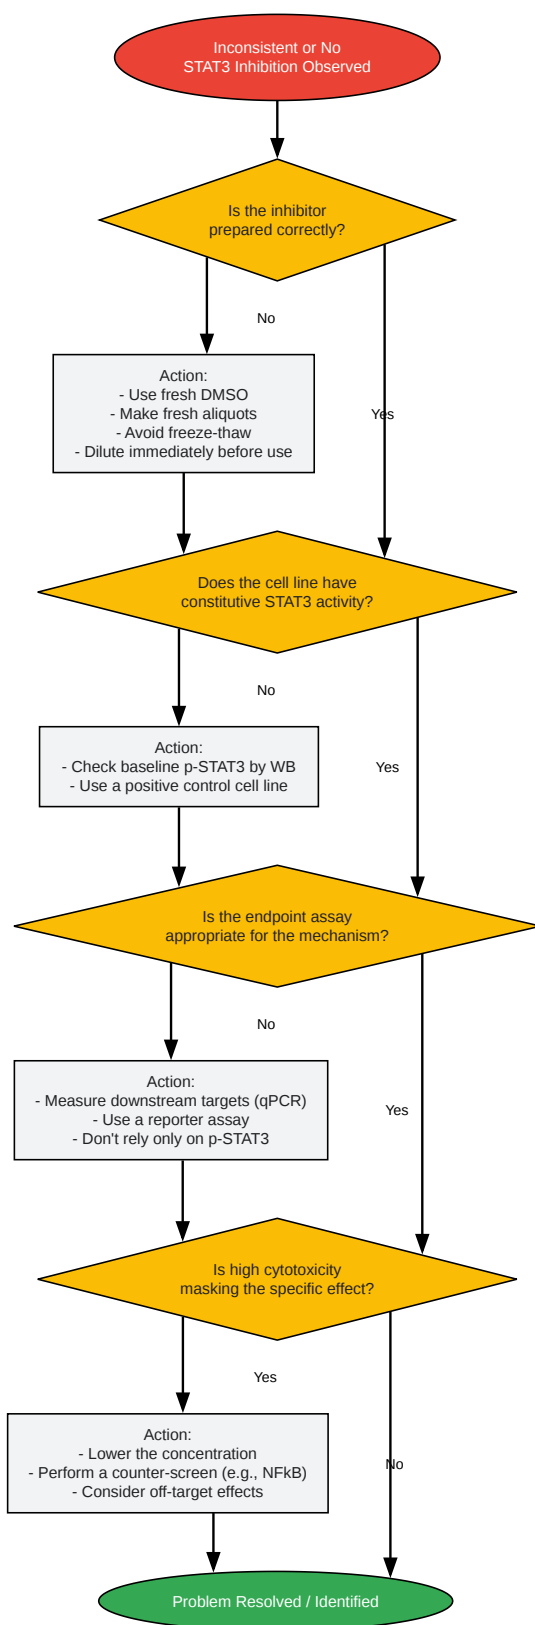 Inconsistent or No
STAT3 Inhibition Observed
Is the inhibitor
prepared correctly?
No
Action:
- Use fresh DMSO
- Make fresh aliquots
- Avoid freeze-thaw
- Dilute immediately before use
Yes
Does the cell line have
constitutive STAT3 activity?
No
Action:
- Check baseline p-STAT3 by WB
- Use a positive control cell line
Yes
Is the endpoint assay
appropriate for the mechanism?
No
Action:
- Measure downstream targets (qPCR)
- Use a reporter assay
- Don't rely only on p-STAT3
Yes
Is high cytotoxicity
masking the specific effect?
Yes
Action:
- Lower the concentration
- Perform a counter-screen (e.g., NFkB)
- Consider off-target effects
No
Problem Resolved / Identified